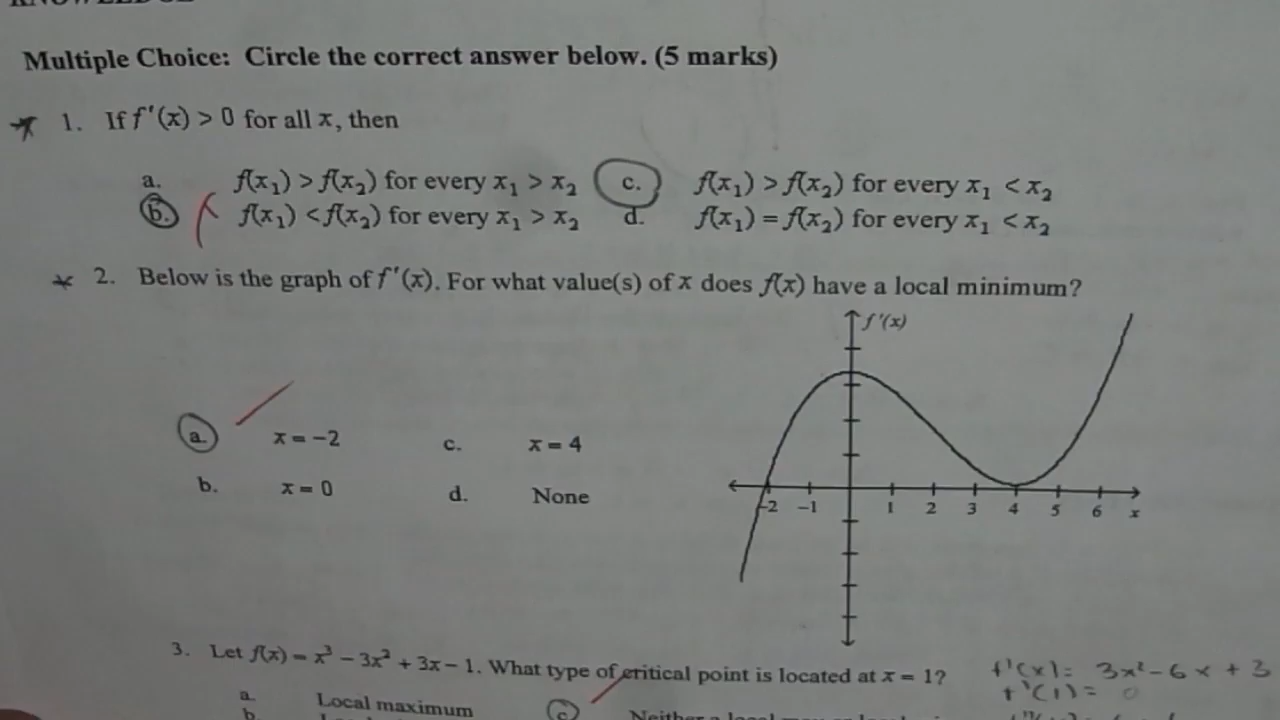 Multiple Choice: Circle the correct answer below. (5 marks)
1. If f'(x) > 0 for all x, then
a. f(x₁) > f(x₂) for every x₁ > x₂ c. f(x₁) > f(x₂) for every x₁ < x₂
b. f(x₁) < f(x₂) for every x₁ > x₂ d. f(x₁) = f(x₂) for every x₁ < x₂
2. Below is the graph of f'(x). For what value(s) of x does f(x) have a local minimum?
f'(x)
a. x = -2 c. x = 4
b. x = 0 d. None
-2 -1 1 2 3 4 5 6 x
3. Let f(x) = x³ - 3x² + 3x - 1. What type of critical point is located at x = 1?
f'(x) = 3x² - 6x + 3
f'(1) = 0
a. Local maximum c
b.